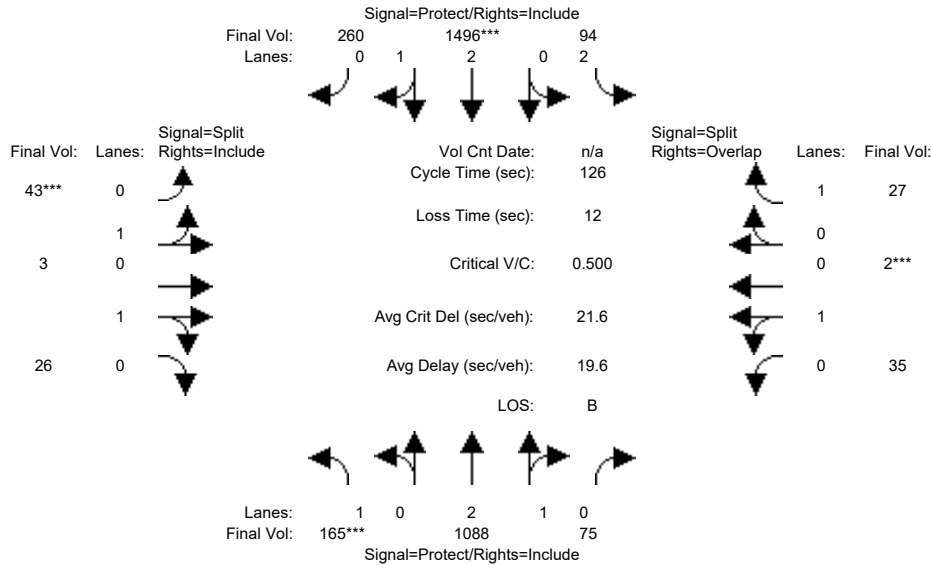 Signal=Protect/Rights=Include
Final Vol: 260 1496*** 94
Lanes: 0 1 2 0 2
Signal=Split
Final Vol: Lanes: Rights=Include
Vol Cnt Date: n/a
Signal=Split
Rights=Overlap Lanes: Final Vol:
Cycle Time (sec): 126
43*** 0
1 27
Loss Time (sec): 12
1
0
3 0
Critical V/C: 0.500
0 2***
1
Avg Crit Del (sec/veh): 21.6
1
26 0
Avg Delay (sec/veh): 19.6
0 35
LOS: B
Lanes: 1 0 2 1 0
Final Vol: 165*** 1088 75
Signal=Protect/Rights=Include